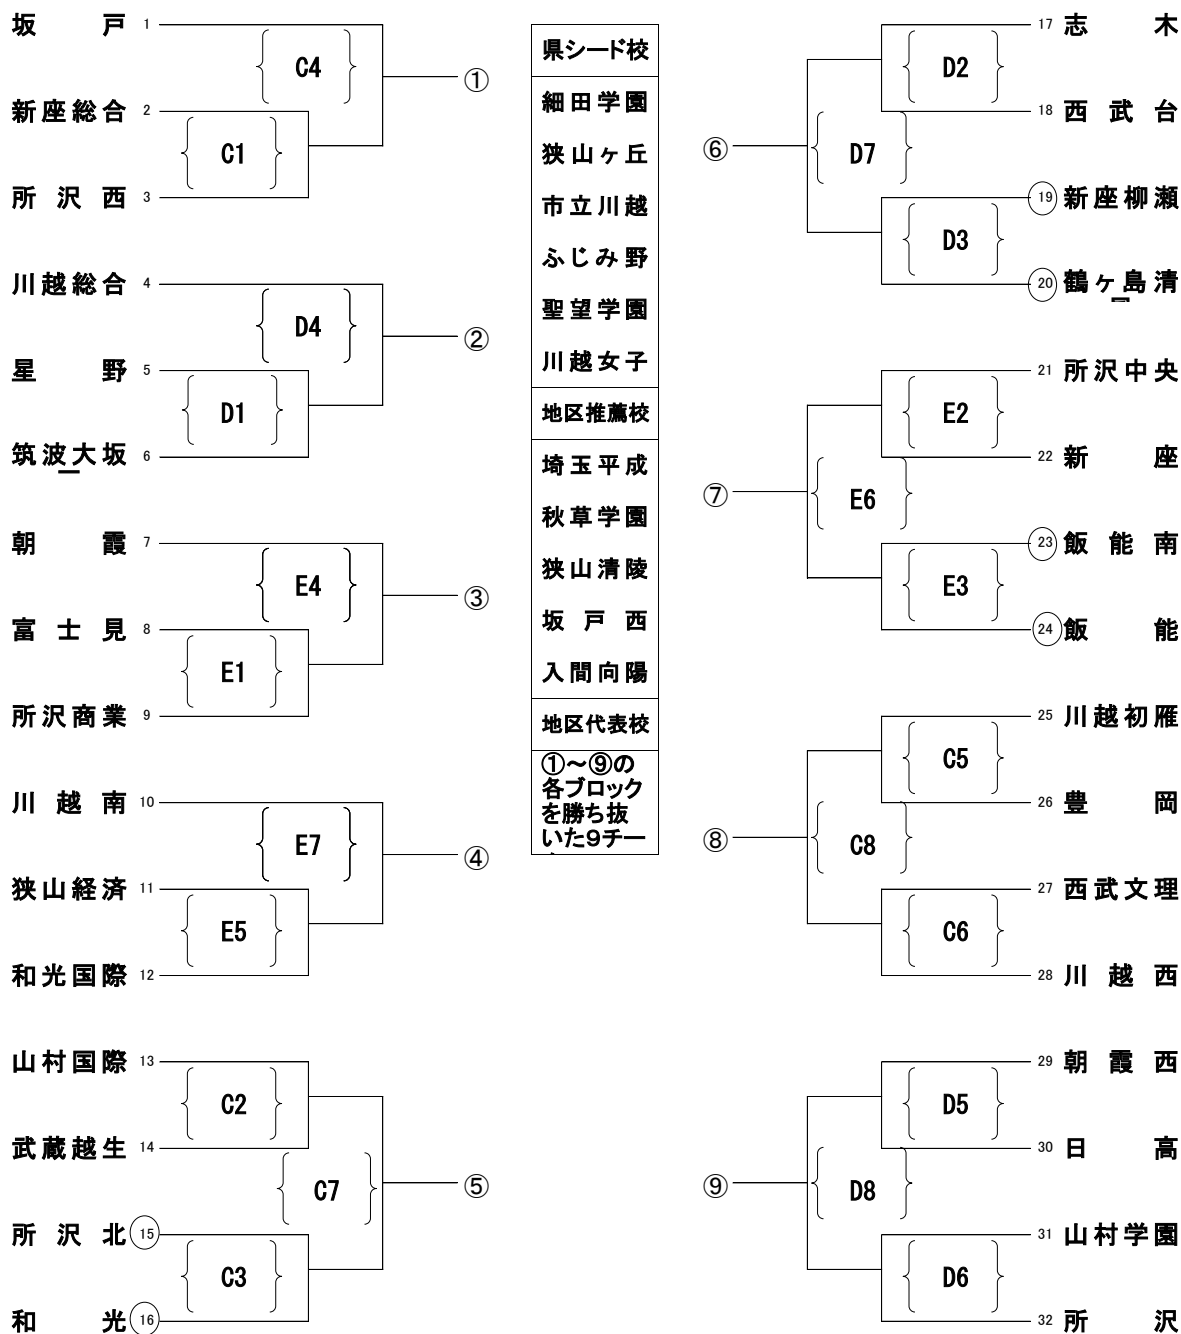 坂戸 1
C4
①
新座総合 2
C1
所沢西 3
川越総合 4
D4
②
星野 5
D1
筑波大坂 6
朝霞 7
E4
③
富士見 8
E1
所沢商業 9
川越南 10
E7
④
狭山経済 11
E5
和光国際 12
山村国際 13
C2
武蔵越生 14
C7
⑤
所沢北 15
C3
和光 16
県シード校
細田学園
狭山ヶ丘
市立川越
ふじみ野
聖望学園
川越女子
地区推薦校
埼玉平成
秋草学園
狭山清陵
坂戸西
入間向陽
地区代表校
①～⑨の
各ブロック
を勝ち抜
いた9チー
17 志木
D2
18 西武台
⑥
D7
19 新座柳瀬
D3
20 鶴ヶ島清
21 所沢中央
E2
22 新座
⑦
E6
23 飯能南
E3
24 飯能
25 川越初雁
C5
26 豊岡
⑧
C8
27 西武文理
C6
28 川越西
29 朝霞西
D5
30 日高
⑨
D8
31 山村学園
D6
32 所沢